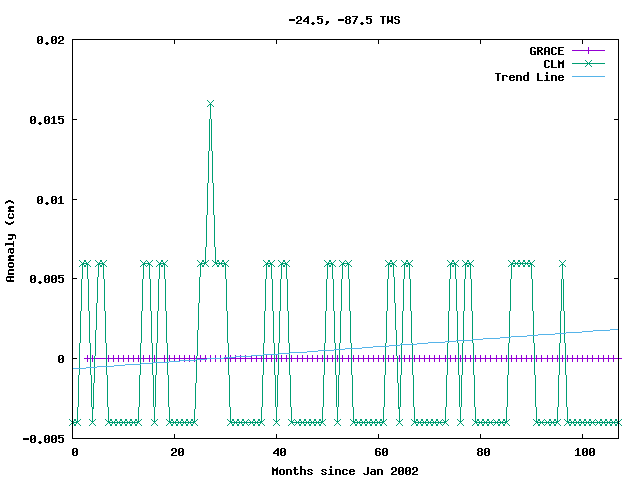 -24.5, -87.5 TWS
0.02
GRACE
CLM
Trend Line
0.015
0.01
Anomaly (cm)
0.005
0
-0.005
0 20 40 60 80 100
Months since Jan 2002